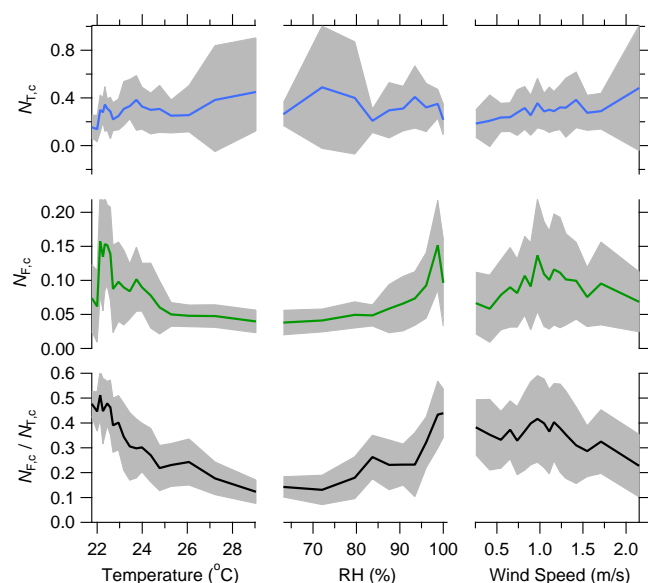 0.8
0.4
0.0
N_T,c
0.20
0.15
0.10
0.05
0.00
N_F,c
0.6
0.5
0.4
0.3
0.2
0.1
0.0
N_F,c / N_T,c
22 24 26 28
70 80 90 100
0.5 1.0 1.5 2.0
Temperature (°C)
RH (%)
Wind Speed (m/s)